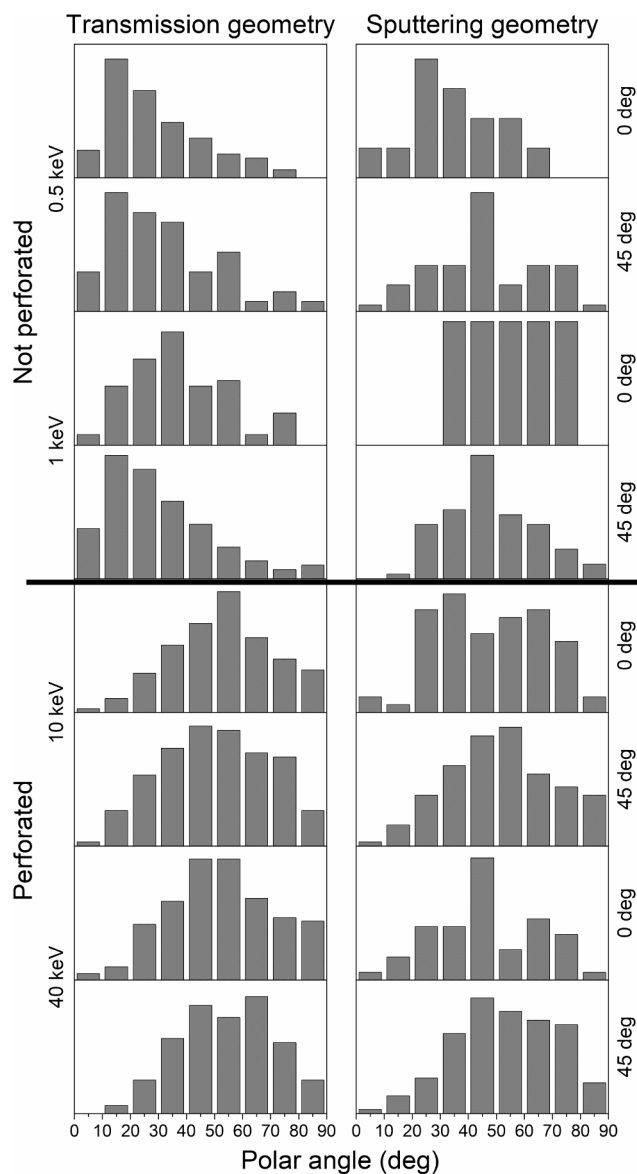 Transmission geometry Sputtering geometry
Not perforated
0.5 keV
0 deg
45 deg
1 keV
0 deg
45 deg
Perforated
10 keV
0 deg
45 deg
40 keV
0 deg
45 deg
0 10 20 30 40 50 60 70 80 90 0 10 20 30 40 50 60 70 80 90
Polar angle (deg)